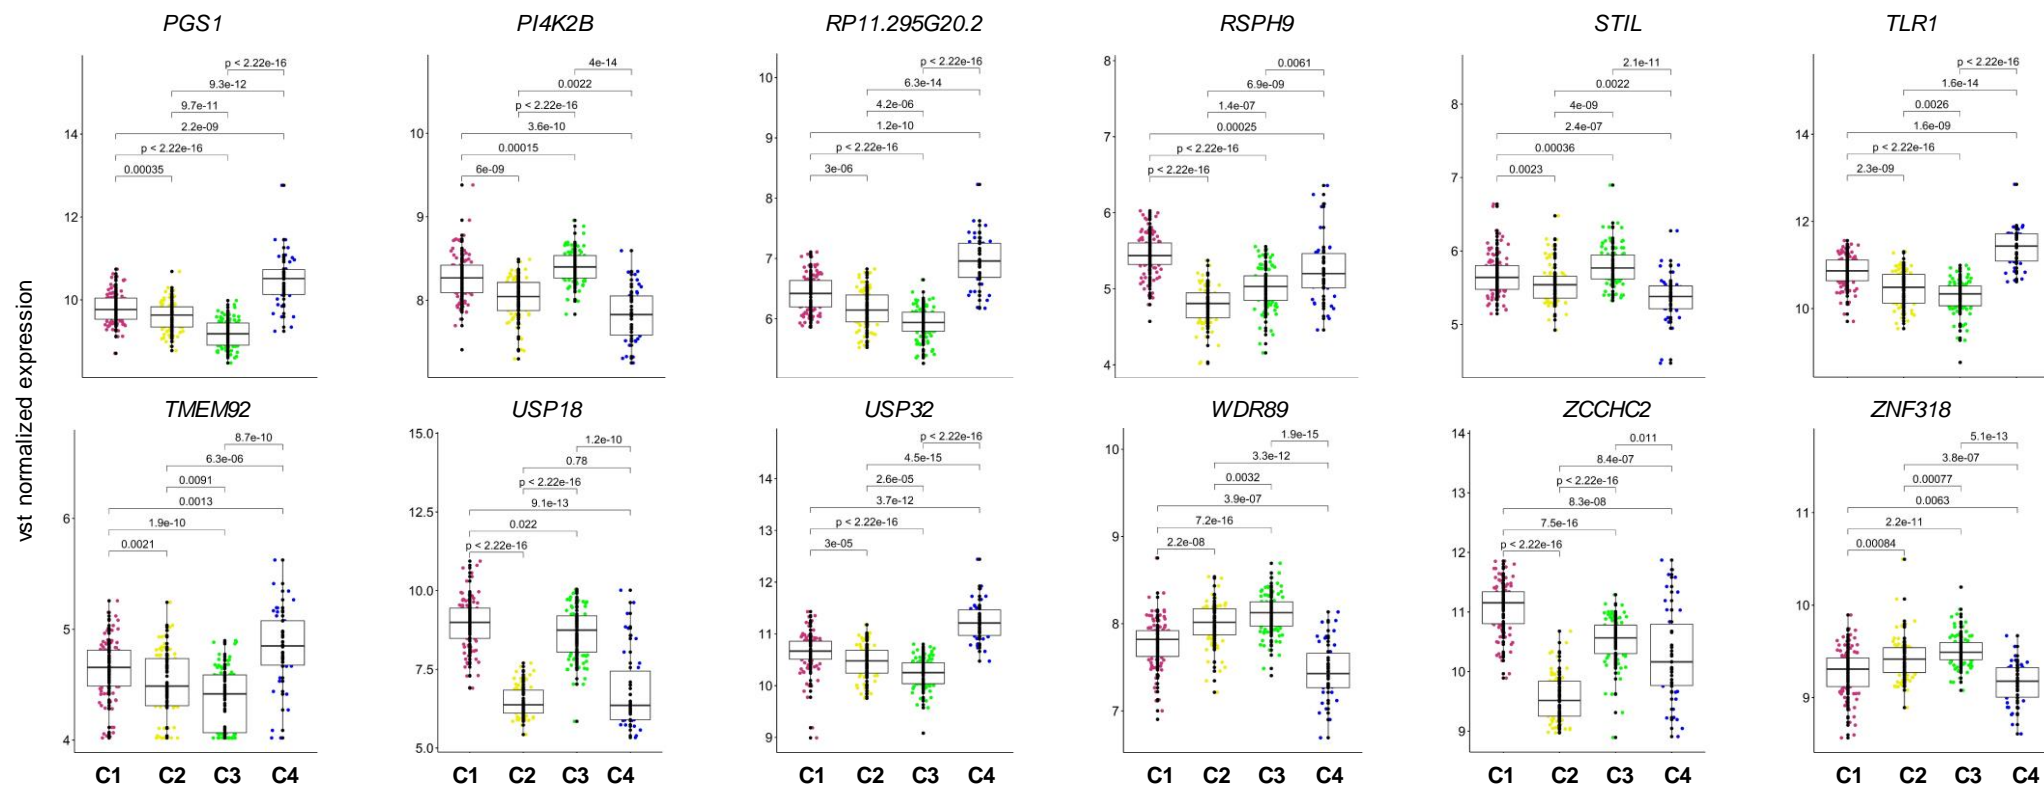 PGS1
PI4K2B
RP11.295G20.2
RSPH9
STIL
TLR1
vst normalized expression
p < 2.22e-16
9.3e-12
9.7e-11
2.2e-09
p < 2.22e-16
0.00035
14
12
10
4e-14
0.0022
p < 2.22e-16
3.6e-10
0.00015
6e-09
10
9
8
p < 2.22e-16
6.3e-14
4.2e-06
1.2e-10
p < 2.22e-16
3e-06
10
9
8
7
6
0.0061
6.9e-09
1.4e-07
0.00025
p < 2.22e-16
p < 2.22e-16
8
7
6
5
4
2.1e-11
0.0022
4e-09
2.4e-07
0.00036
0.0023
8
7
6
5
p < 2.22e-16
1.6e-14
0.0026
1.6e-09
p < 2.22e-16
2.3e-09
14
12
10
TMEM92
USP18
USP32
WDR89
ZCCHC2
ZNF318
8.7e-10
6.3e-06
0.0091
0.0013
1.9e-10
0.0021
6
5
4
1.2e-10
0.78
p < 2.22e-16
9.1e-13
0.022
p < 2.22e-16
15.0
12.5
10.0
7.5
5.0
p < 2.22e-16
4.5e-15
2.6e-05
3.7e-12
p < 2.22e-16
3e-05
14
13
12
11
10
9
1.9e-15
3.3e-12
0.0032
3.9e-07
7.2e-16
2.2e-08
10
9
8
7
0.011
8.4e-07
p < 2.22e-16
8.3e-08
7.5e-16
p < 2.22e-16
14
13
12
11
10
9
5.1e-13
3.8e-07
0.00077
0.0063
2.2e-11
0.00084
11
10
9
C1 C2 C3 C4
C1 C2 C3 C4
C1 C2 C3 C4
C1 C2 C3 C4
C1 C2 C3 C4
C1 C2 C3 C4